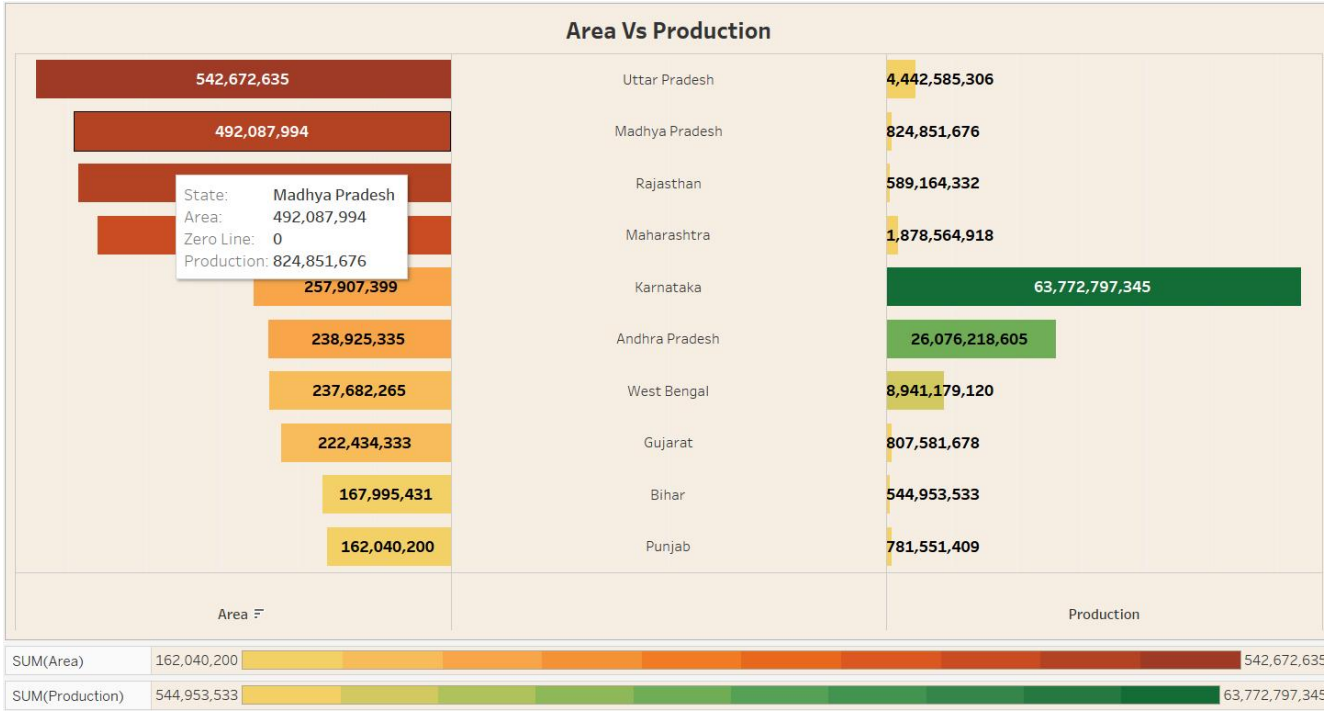 Area Vs Production
542,672,635 Uttar Pradesh 4,442,585,306
492,087,994 Madhya Pradesh 824,851,676
Rajasthan 589,164,332
State: Madhya Pradesh
Area: 492,087,994
Zero Line: 0
Production: 824,851,676
Maharashtra 1,878,564,918
257,907,399 Karnataka 63,772,797,345
238,925,335 Andhra Pradesh 26,076,218,605
237,682,265 West Bengal 8,941,179,120
222,434,333 Gujarat 807,581,678
167,995,431 Bihar 544,953,533
162,040,200 Punjab 781,551,409
Area Production
SUM(Area) 162,040,200 542,672,635
SUM(Production) 544,953,533 63,772,797,345